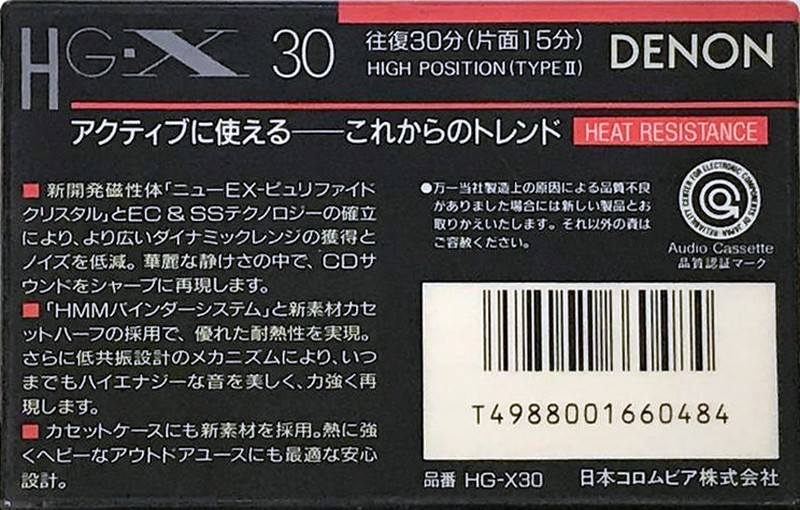 HG・X 30 往復30分(片面15分) DENON
HIGH POSITION(TYPEⅡ)
アクティブに使える──これからのトレンド HEAT RESISTANCE
■ 新開発磁性体「ニューEX-ピュリファイド
クリスタル」とEC & SSテクノロジーの確立
により、より広いダイナミックレンジの獲得と
ノイズを低減。華麗な静けさの中で、CDサ
ウンドをシャープに再現します。
■「HMMバインダーシステム」と新素材カセ
ットハーフの採用で、優れた耐熱性を実現。
さらに低共振設計のメカニズムにより、いつ
までもハイエナジーな音を美しく、力強く再
現します。
■ カセットケースにも新素材を採用。熱に強
くヘビーなアウトドアユースにも最適な安心
設計。
●万一当社製造上の原因による品質不良
がありました場合には新しい製品とお
取りかえいたします。それ以外の責は
ご容赦ください。
RELIABILITY CENTER FOR ELECTRONIC COMPONENTS OF JAPAN
Audio Cassette
品質認証マーク
T4988001660484
品番 HG-X30 日本コロムビア株式会社